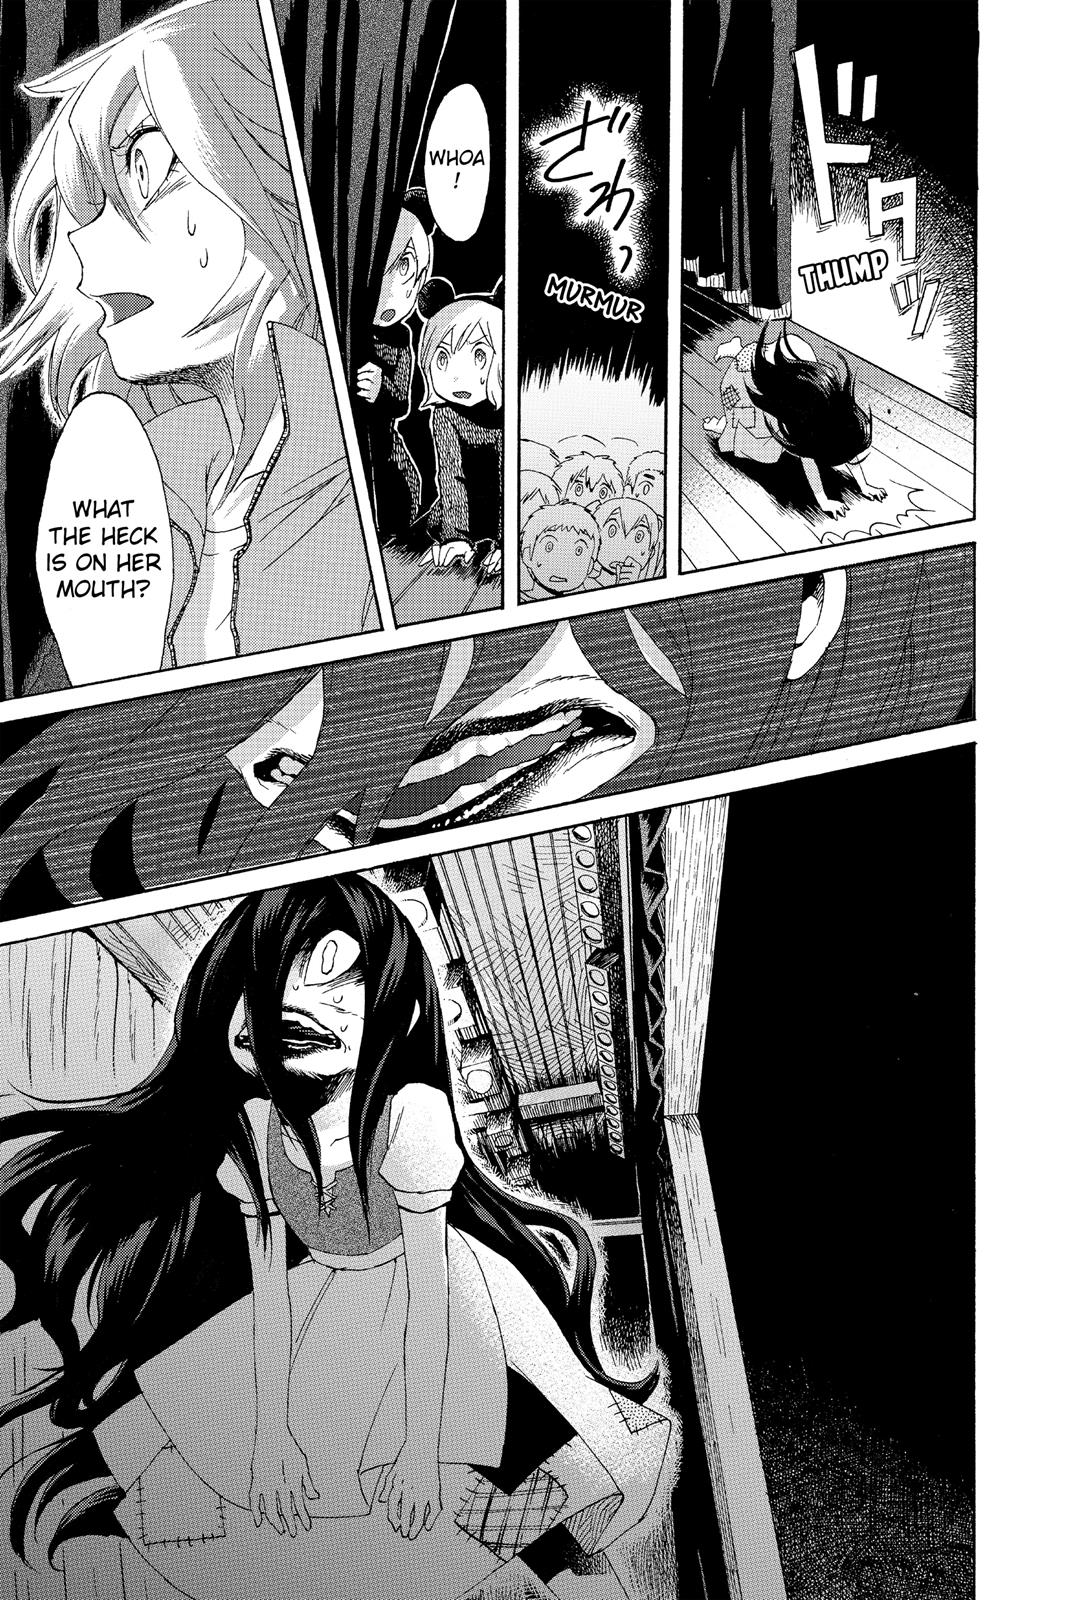 ドタッ
THUMP
ざわっ
MURMUR
WHOA
!
WHAT
THE HECK
IS ON HER
MOUTH?